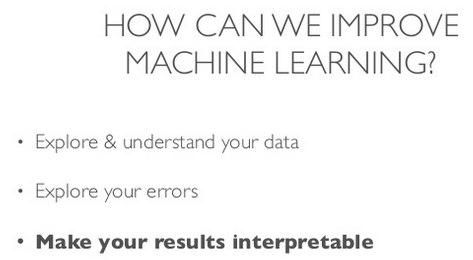 HOW CAN WE IMPROVE
MACHINE LEARNING?
• Explore & understand your data
• Explore your errors
• Make your results interpretable